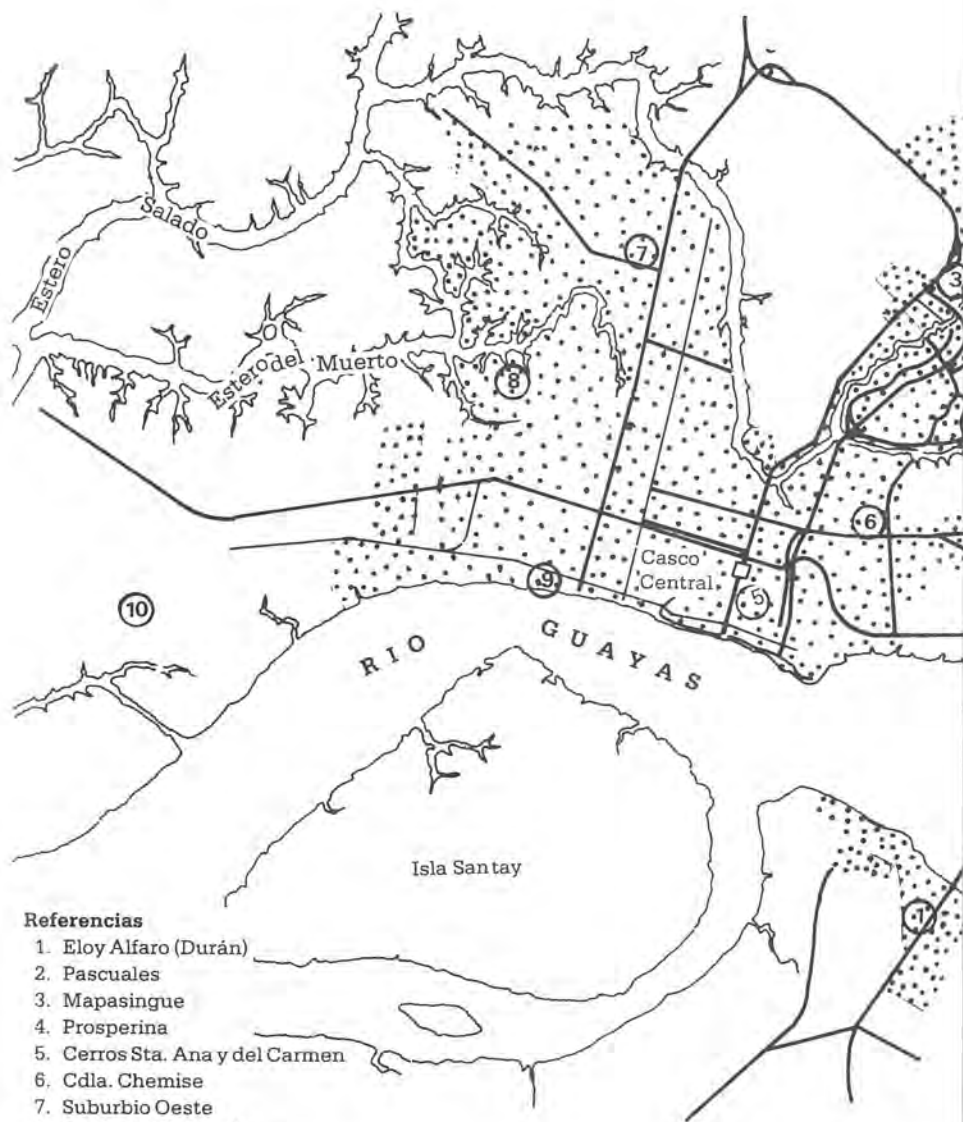 Salado
Estero
7
3
Estero del Muerto
8
6
Casco
Central
9
5
10
RIO GUAYAS
Isla Santay
1
Referencias
1. Eloy Alfaro (Durán)
2. Pascuales
3. Mapasingue
4. Prosperina
5. Cerros Sta. Ana y del Carmen
6. Cdla. Chemise
7. Suburbio Oeste